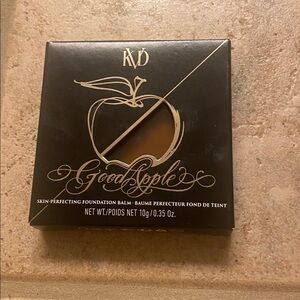 KVD
Good Apple
SKIN-PERFECTING FOUNDATION BALM · BAUME PERFECTEUR FOND DE TEINT
NET WT./POIDS NET 10g/0.35 Oz.